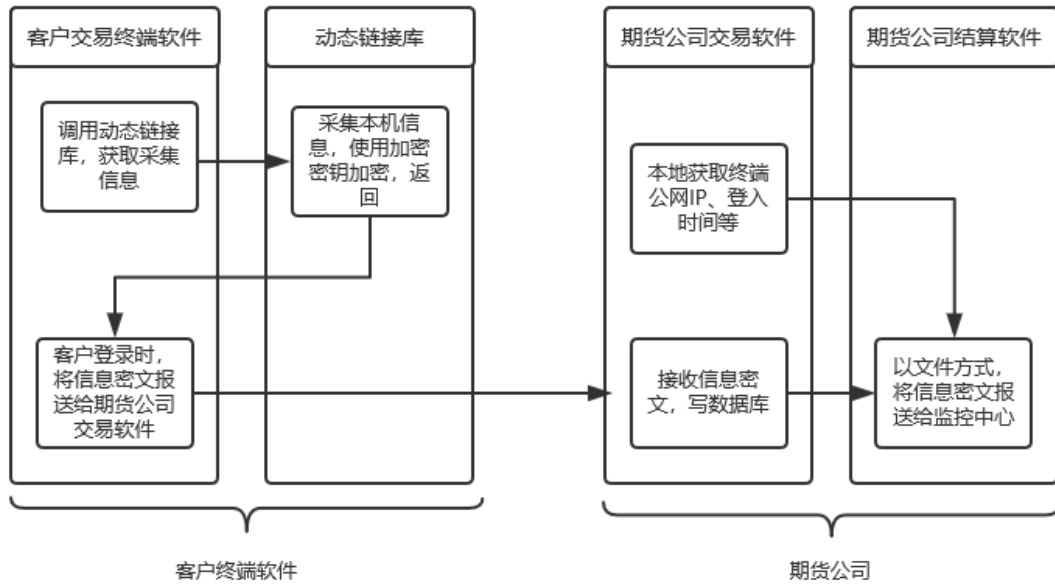 客户交易终端软件
动态链接库
期货公司交易软件
期货公司结算软件
调用动态链接
库，获取采集
信息
采集本机信
息，使用加密
密钥加密，返
回
本地获取终端
公网IP、登入
时间等
客户登录时，
将信息密文报
送给期货公司
交易软件
接收信息密
文，写数据库
以文件方式，
将信息密文报
送给监控中心
客户终端软件
期货公司